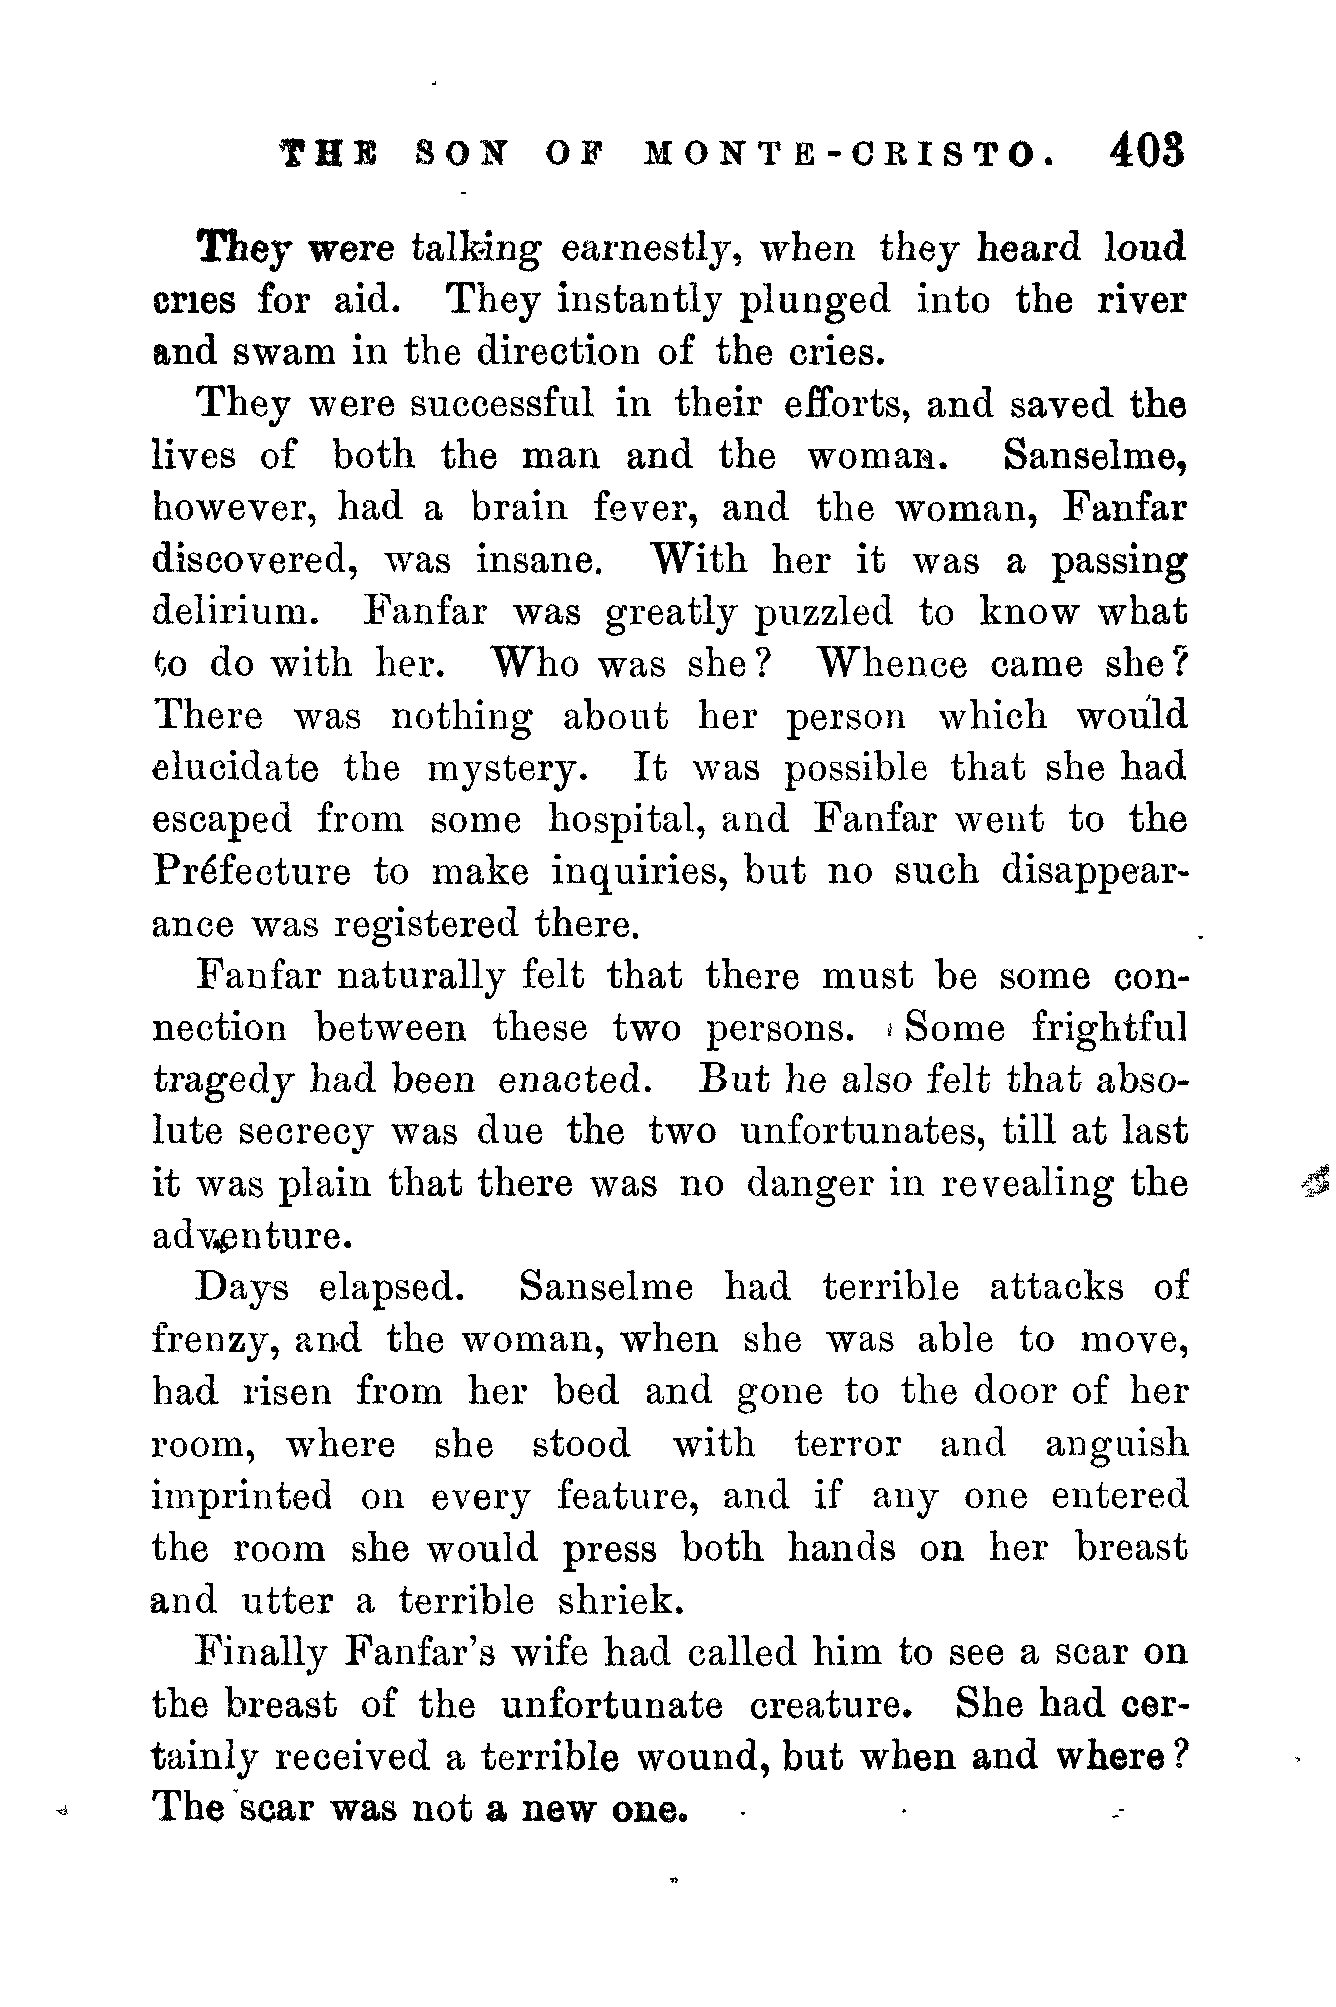 THE SON OF MONTE-CRISTO. 403
They were talking earnestly, when they heard loud
cries for aid. They instantly plunged into the river
and swam in the direction of the cries.
They were successful in their efforts, and saved the
lives of both the man and the woman. Sanselme,
however, had a brain fever, and the woman, Fanfar
discovered, was insane. With her it was a passing
delirium. Fanfar was greatly puzzled to know what
to do with her. Who was she? Whence came she?
There was nothing about her person which would
elucidate the mystery. It was possible that she had
escaped from some hospital, and Fanfar went to the
Préfecture to make inquiries, but no such disappear-
ance was registered there.
Fanfar naturally felt that there must be some con-
nection between these two persons. Some frightful
tragedy had been enacted. But he also felt that abso-
lute secrecy was due the two unfortunates, till at last
it was plain that there was no danger in revealing the
adventure.
Days elapsed. Sanselme had terrible attacks of
frenzy, and the woman, when she was able to move,
had risen from her bed and gone to the door of her
room, where she stood with terror and anguish
imprinted on every feature, and if any one entered
the room she would press both hands on her breast
and utter a terrible shriek.
Finally Fanfar's wife had called him to see a scar on
the breast of the unfortunate creature. She had cer-
tainly received a terrible wound, but when and where?
The scar was not a new one.